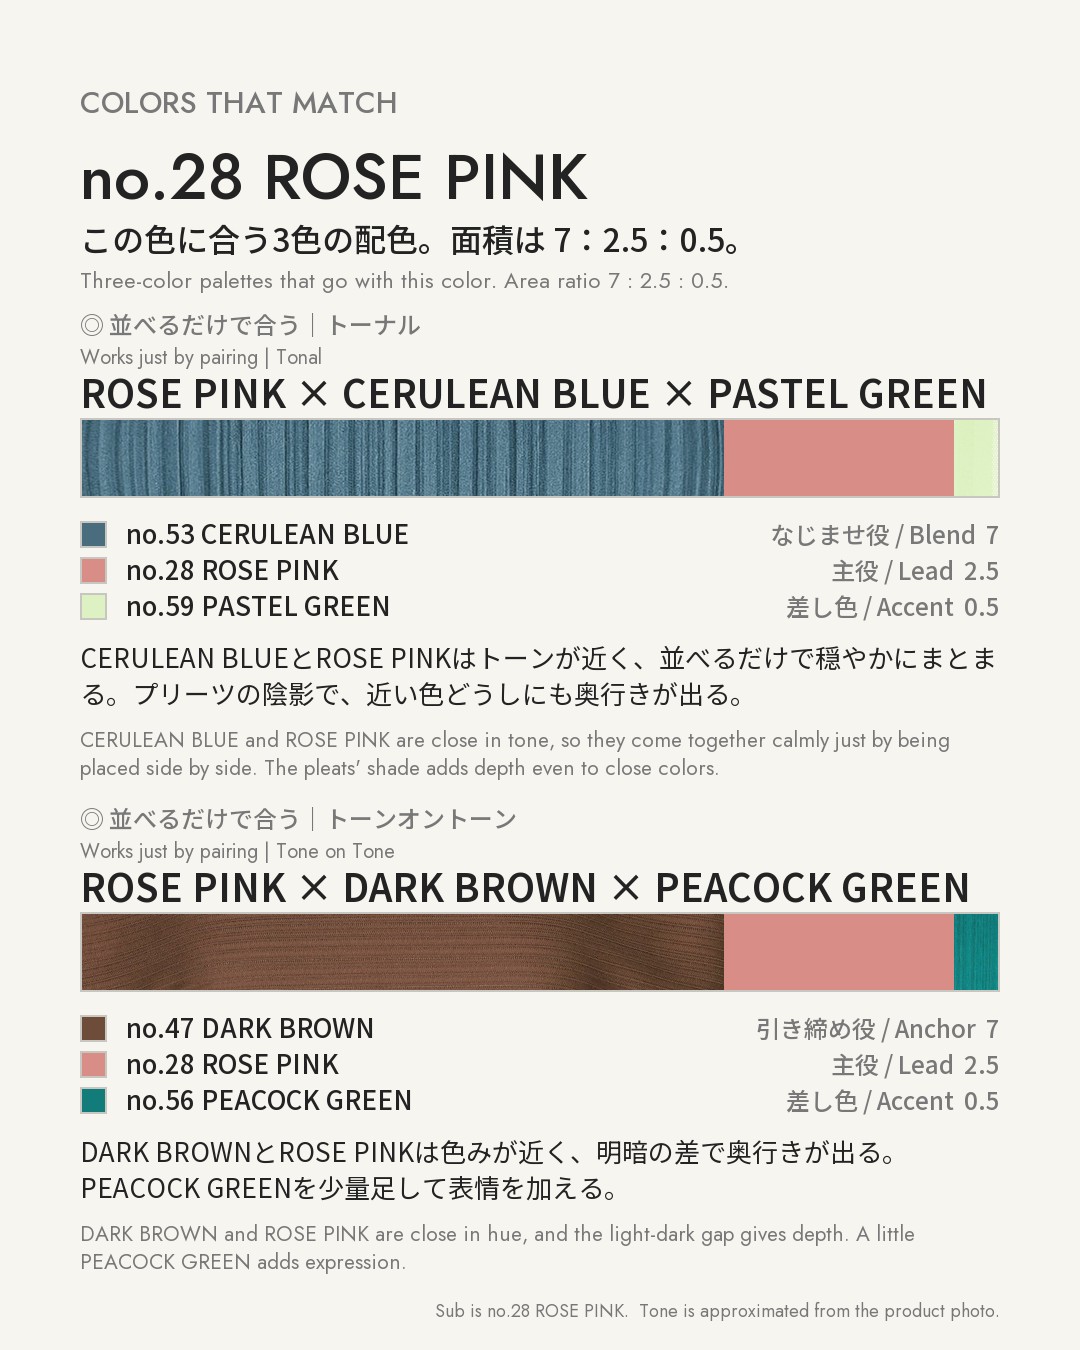 COLORS THAT MATCH
no.28 ROSE PINK
この色に合う3色の配色。面積は 7：2.5：0.5。
Three-color palettes that go with this color. Area ratio 7 : 2.5 : 0.5.
◎ 並べるだけで合う｜トーナル
Works just by pairing | Tonal
ROSE PINK × CERULEAN BLUE × PASTEL GREEN
no.53 CERULEAN BLUE なじませ役 / Blend 7
no.28 ROSE PINK 主役 / Lead 2.5
no.59 PASTEL GREEN 差し色 / Accent 0.5
CERULEAN BLUEとROSE PINKはトーンが近く、並べるだけで穏やかにまとま
る。プリーツの陰影で、近い色どうしにも奥行きが出る。
CERULEAN BLUE and ROSE PINK are close in tone, so they come together calmly just by being
placed side by side. The pleats' shade adds depth even to close colors.
◎ 並べるだけで合う｜トーンオントーン
Works just by pairing | Tone on Tone
ROSE PINK × DARK BROWN × PEACOCK GREEN
no.47 DARK BROWN 引き締め役 / Anchor 7
no.28 ROSE PINK 主役 / Lead 2.5
no.56 PEACOCK GREEN 差し色 / Accent 0.5
DARK BROWNとROSE PINKは色みが近く、明暗の差で奥行きが出る。
PEACOCK GREENを少量足して表情を加える。
DARK BROWN and ROSE PINK are close in hue, and the light-dark gap gives depth. A little
PEACOCK GREEN adds expression.
Sub is no.28 ROSE PINK. Tone is approximated from the product photo.